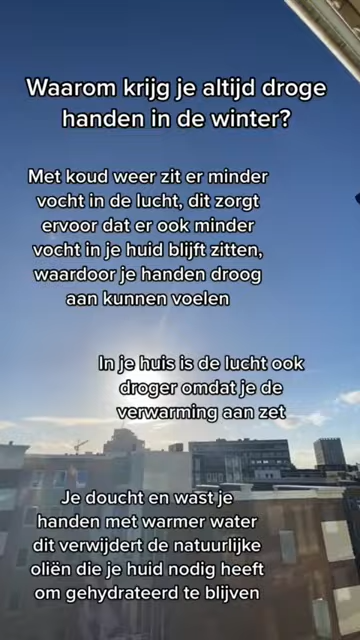 Waarom krijg je altijd droge
handen in de winter?
Met koud weer zit er minder
vocht in de lucht, dit zorgt
ervoor dat er ook minder
vocht in je huid blijft zitten,
waardoor je handen droog
aan kunnen voelen
In je huis is de lucht ook
droger omdat je de
verwarming aan zet
Je doucht en wast je
handen met warmer water
dit verwijdert de natuurlijke
oliën die je huid nodig heeft
om gehydrateerd te blijven